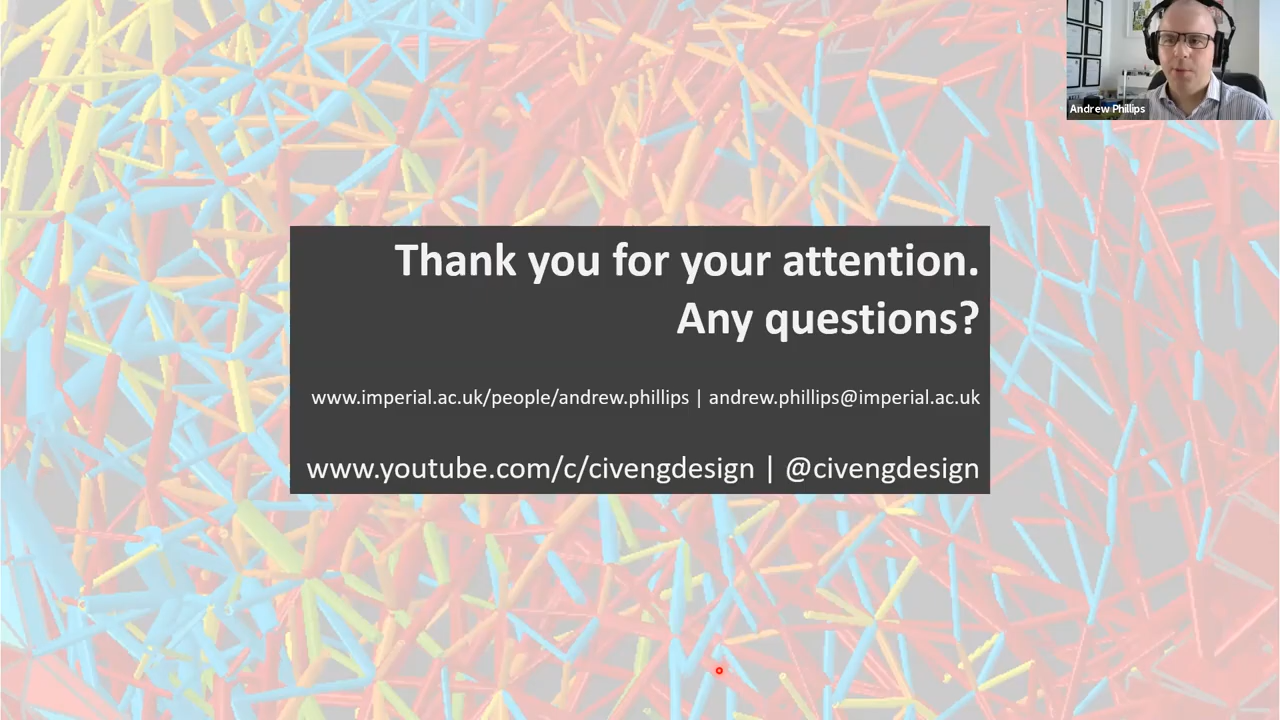 Andrew Phillips
Thank you for your attention.
Any questions?
www.imperial.ac.uk/people/andrew.phillips | andrew.phillips@imperial.ac.uk
www.youtube.com/c/civengdesign | @civengdesign